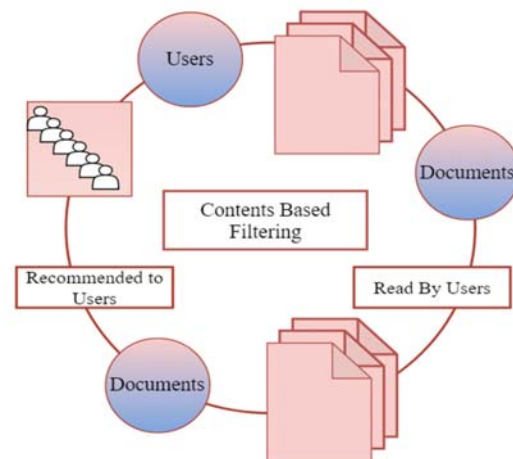 Users
Documents
Contents Based
Filtering
Recommended to
Users
Read By Users
Documents